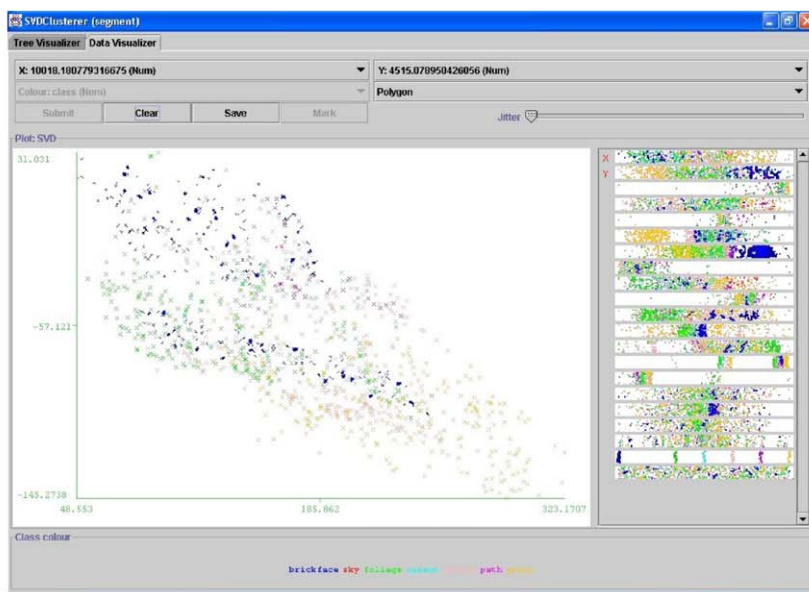 SVDClusterer (segment)
Tree Visualizer Data Visualizer
X: 10018.180779316675 (Num) Y: 4515.078950426056 (Num)
Colour: class (Num) Polygon
Submit Clear Save Mark Jitter
Plot: SVD
31.031
-57.121
-145.2738
48.553 185.862 323.1707
X
Y
Class colour
brickface sky foliage cement path